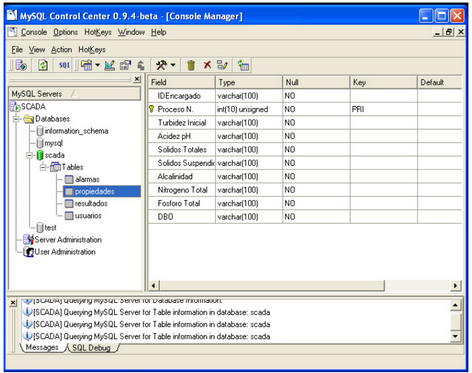 MySQL Control Center 0.9.4-beta - [Console Manager]
Console Options HotKeys Window Help
File View Action HotKeys
SQL
MySQL Servers
SCADA
Databases
information_schema
mysql
scada
Tables
alarmas
propiedades
resultados
usuarios
test
Server Administration
User Administration
Field Type Null Key Default
IDEncargado varchar(100) NO
Proceso N. int(10) unsigned NO PRI
Turbidez Inicial varchar(100) NO
Acidez pH varchar(100) NO
Solidos Totales varchar(100) NO
Solidos Suspendi varchar(100) NO
Alcalinidad varchar(100) NO
Nitrogeno Total varchar(100) NO
Fosforo Total varchar(100) NO
DBO varchar(100) NO
[SCADA] Querying MySQL Server for Database information.
[SCADA] Querying MySQL Server for Table information in database: scada
[SCADA] Querying MySQL Server for Table information in database: scada
[SCADA] Querying MySQL Server for Table information in database: scada
Messages SQL Debug